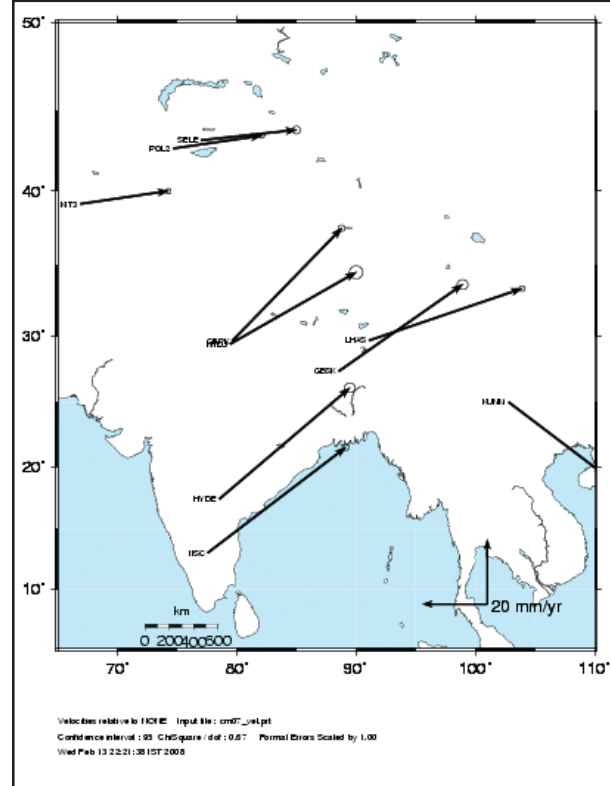 50°
SELE
POL2
40°
KIT3
30°
LHAS
GBSK
KUNM
20°
HYDE
IISC
10°
km
0 200400600
20 mm/yr
70° 80° 90° 100° 110°
Velocities relative to NONE Input file : cm07_vel.prt
Confidence interval : 95 ChiSquare / dof : 0.67 Formal Errors Scaled by 1.00
Wed Feb 13 22:21:38 IST 2008